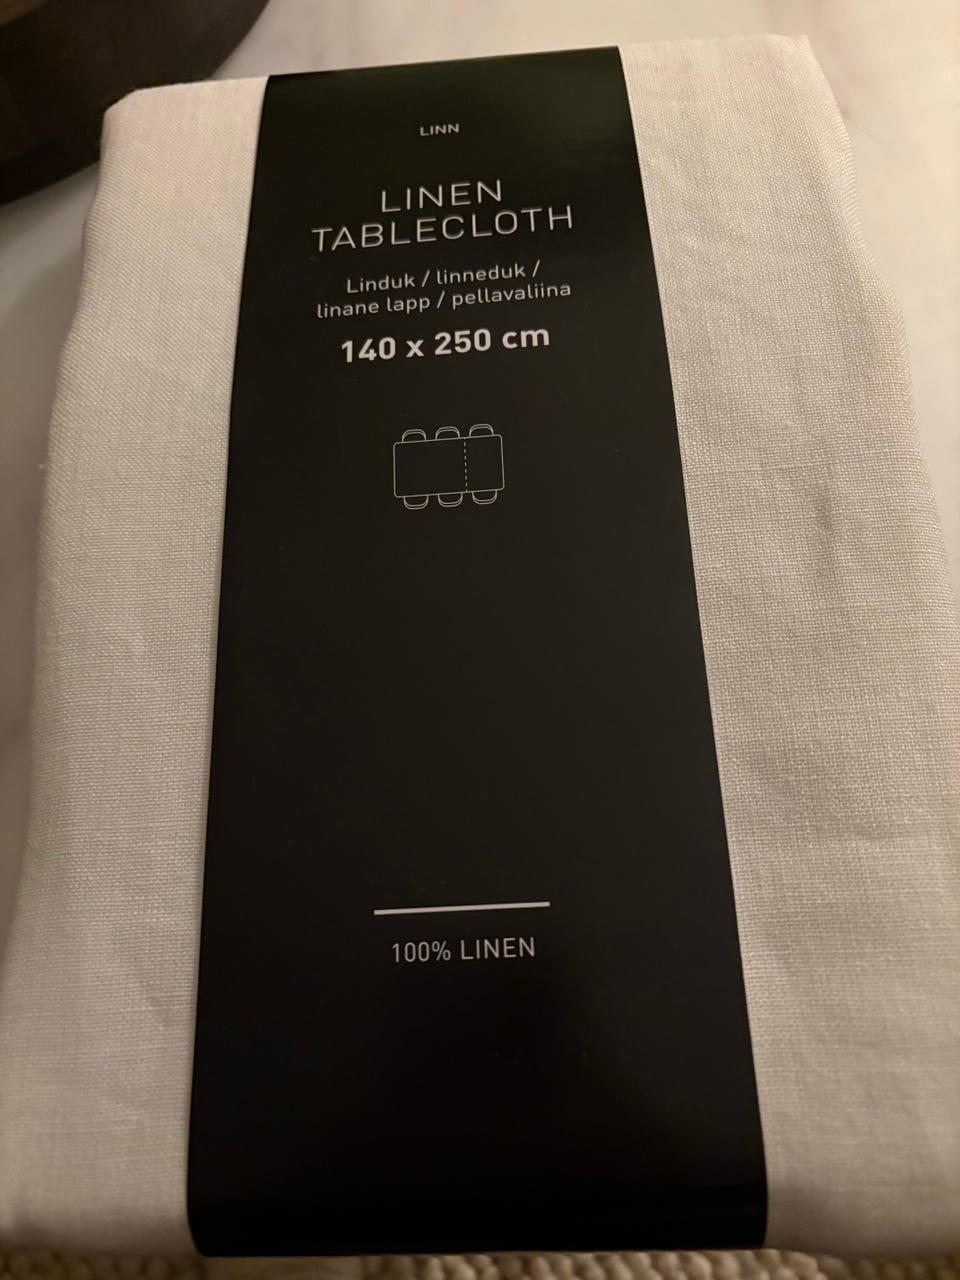 LINN
LINEN
TABLECLOTH
Linduk / linneduk /
linane lapp / pellavaliina
140 x 250 cm
100% LINEN